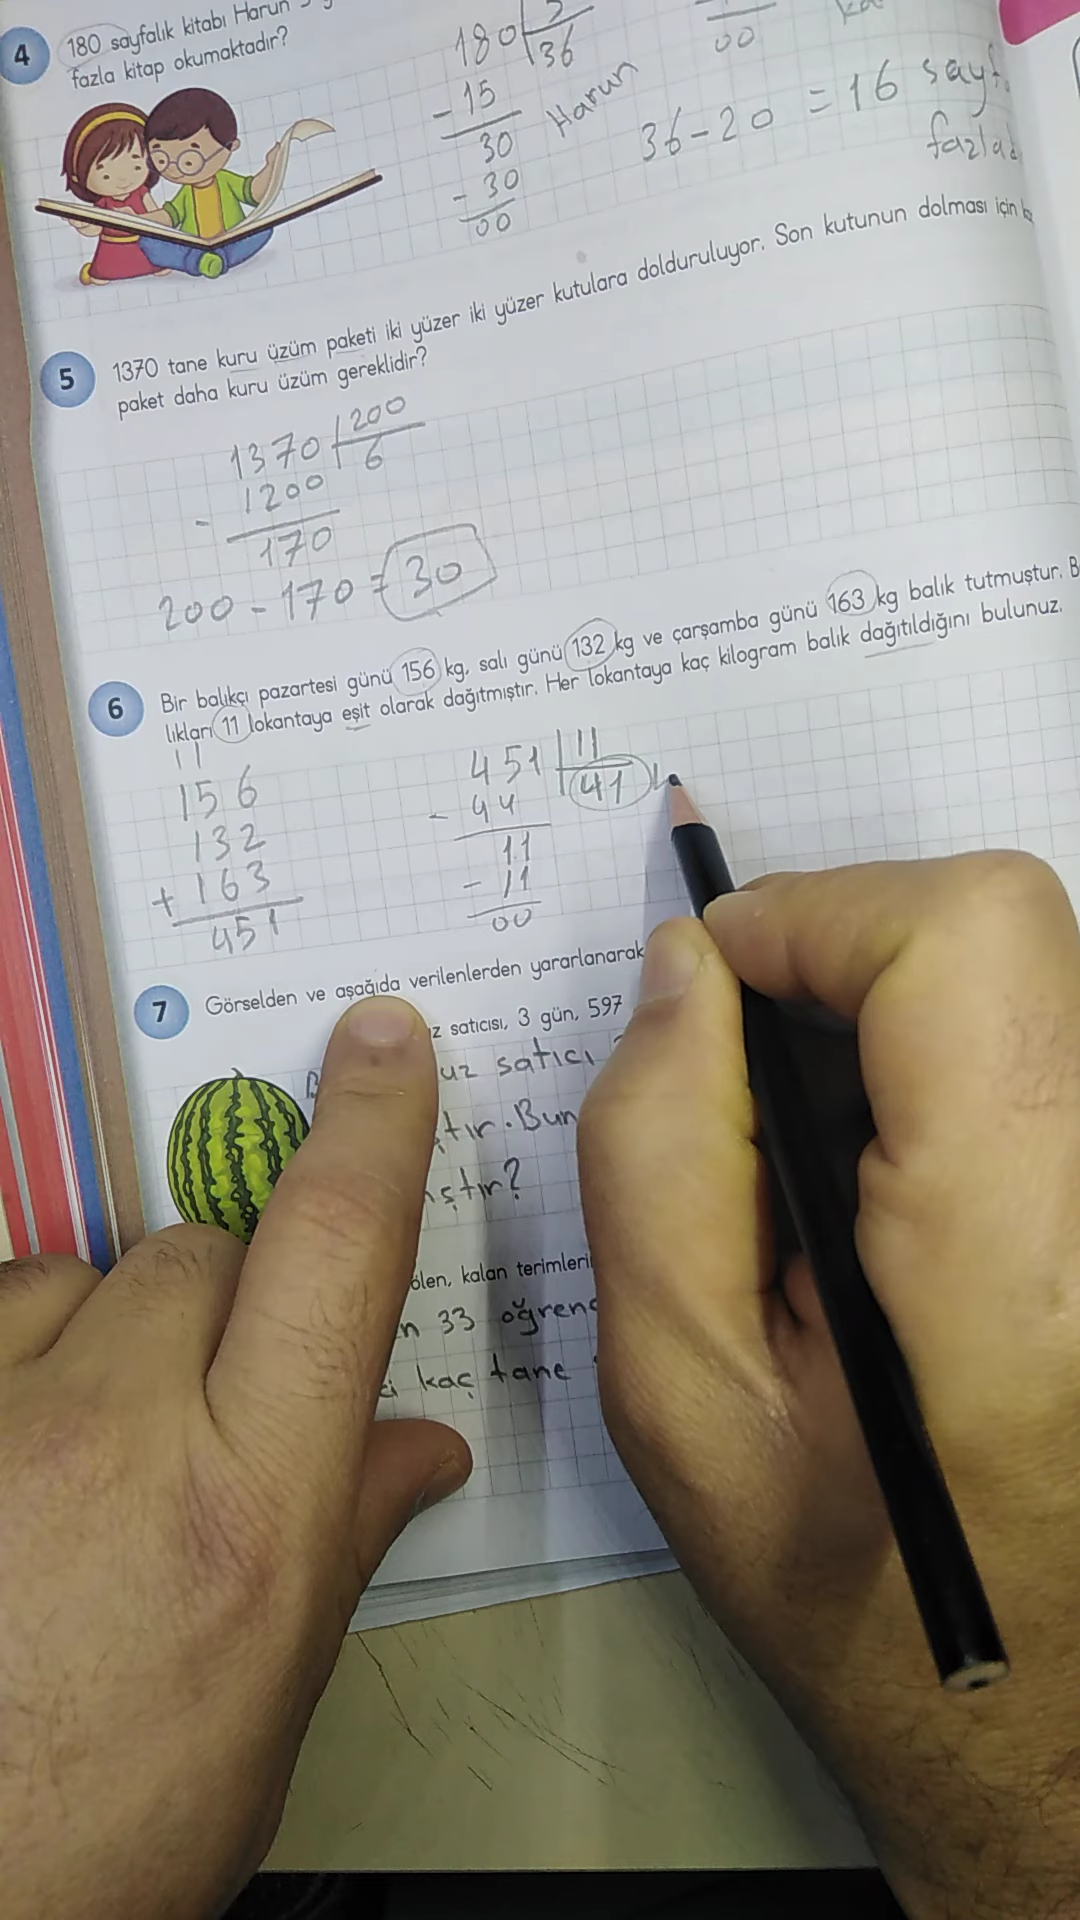 4
180 sayfalık kitabı Harun
fazla kitap okumaktadır?
180
36
- 15
30
- 30
00
Harun
00
36-20 = 16 sayf
fazlad
5
1370 tane kuru üzüm paketi iki yüzer iki yüzer kutulara dolduruluyor. Son kutunun dolması için
paket daha kuru üzüm gereklidir?
1370 200
6
- 1200
170
200 - 170 = 30
6
Bir balıkçı pazartesi günü 156 kg, salı günü 132 kg ve çarşamba günü 163 kg balık tutmuştur. B
lıkları 11 lokantaya eşit olarak dağıtmıştır. Her lokantaya kaç kilogram balık dağıtıldığını bulunuz.
11
156
132
+ 163
451
451 11
41
- 44
11
- 11
00
7
Görselden ve aşağıda verilenlerden yararlanarak
z satıcısı, 3 gün, 597
uz satıcı
tır. Bun
ştır?
ölen, kalan terimleri
n 33 öğrenc
i kaç tane